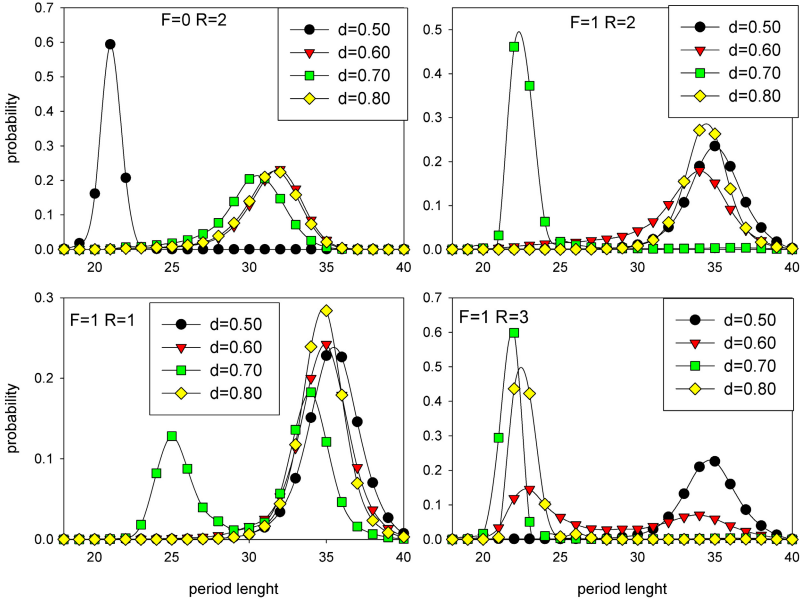 F=0 R=2
d=0.50
d=0.60
d=0.70
d=0.80
probability
0.7
0.6
0.5
0.4
0.3
0.2
0.1
0.0
20 25 30 35 40
F=1 R=2
d=0.50
d=0.60
d=0.70
d=0.80
0.5
0.4
0.3
0.2
0.1
0.0
20 25 30 35 40
F=1 R=1
d=0.50
d=0.60
d=0.70
d=0.80
probability
0.3
0.2
0.1
0.0
20 25 30 35 40
period lenght
F=1 R=3
d=0.50
d=0.60
d=0.70
d=0.80
0.7
0.6
0.5
0.4
0.3
0.2
0.1
0.0
20 25 30 35 40
period lenght